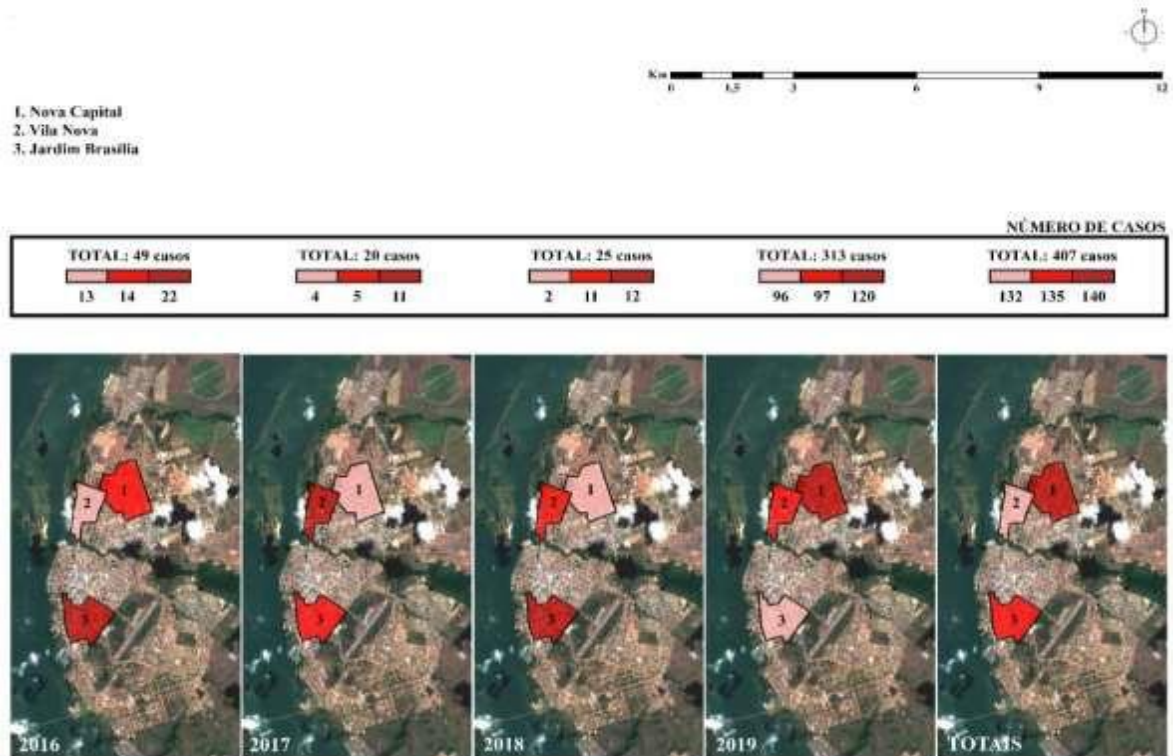 Km
0 1,5 3 6 9 12
1. Nova Capital
2. Vila Nova
3. Jardim Brasília
NÚMERO DE CASOS
TOTAL: 49 casos TOTAL: 20 casos TOTAL: 25 casos TOTAL: 313 casos TOTAL: 407 casos
13 14 22 4 5 11 2 11 12 96 97 120 132 135 140
1 1 1 1 1
2 2 2 2 2
3 3 3 3 3
2016 2017 2018 2019 TOTAIS